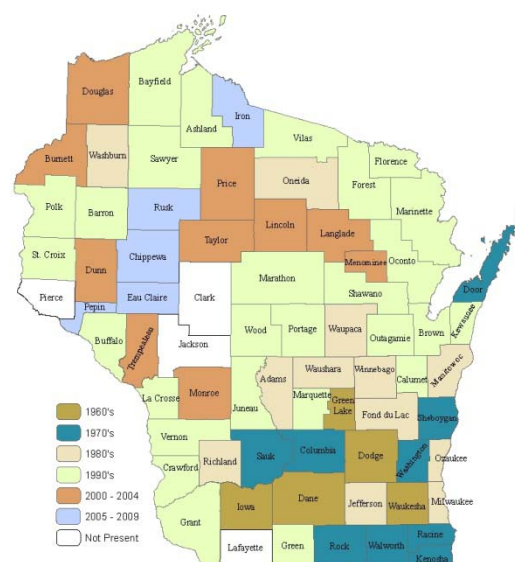 Bayfield
Douglas
Iron
Ashland
Vilas
Burnett
Washburn
Sawyer
Florence
Oneida
Forest
Price
Polk
Rusk
Marinette
Barron
Lincoln
Langlade
Taylor
St. Croix
Chippewa
Menominee
Oconto
Dunn
Marathon
Door
Pierce
Eau Claire
Clark
Shawano
Pepin
Kewaunee
Buffalo
Wood
Portage
Waupaca
Brown
Outagamie
Trempealeau
Jackson
Manitowoc
Waushara
Winnebago
Adams
Calumet
La Crosse
Monroe
Marquette
Green
Lake
Juneau
Fond du Lac
Sheboygan
1960's
1970's
1980's
1990's
2000 - 2004
2005 - 2009
Not Present
Vernon
Richland
Sauk
Columbia
Dodge
Washington
Ozaukee
Crawford
Dane
Iowa
Jefferson
Waukesha
Milwaukee
Grant
Lafayette
Green
Rock
Walworth
Racine
Kenosha